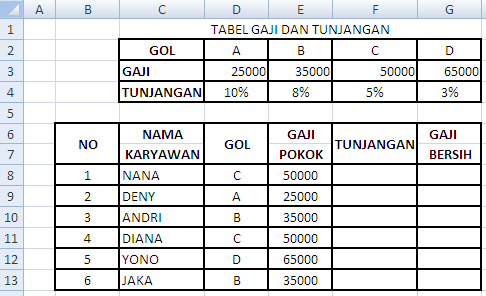 A B C D E F G
1 TABEL GAJI DAN TUNJANGAN
2 GOL A B C D
3 GAJI 25000 35000 50000 65000
4 TUNJANGAN 10% 8% 5% 3%
5
6 NO NAMA GOL GAJI TUNJANGAN GAJI
7 KARYAWAN POKOK BERSIH
8 1 NANA C 50000
9 2 DENY A 25000
10 3 ANDRI B 35000
11 4 DIANA C 50000
12 5 YONO D 65000
13 6 JAKA B 35000